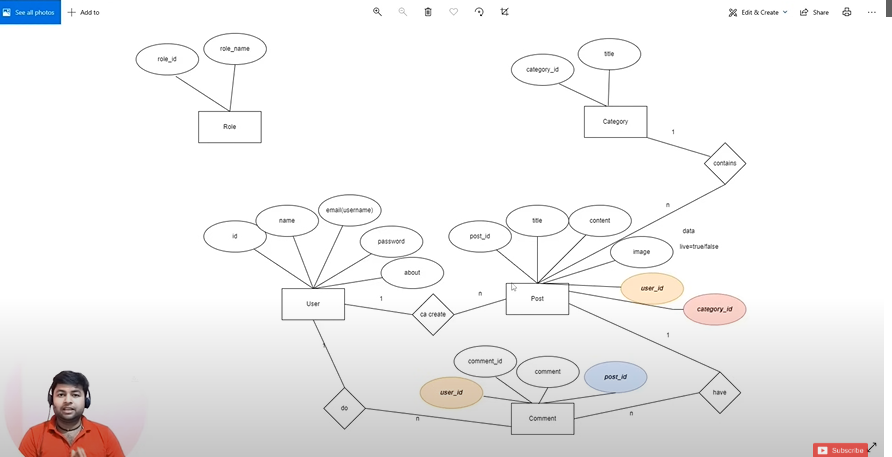 See all photos
Add to
Edit & Create
Share
role_id
role_name
Role
category_id
title
Category
1
contains
n
id
name
email(username)
password
about
User
1
ca create
n
post_id
title
content
image
data
live=true/false
Post
user_id
category_id
1
have
n
do
n
user_id
comment_id
comment
post_id
Comment
Subscribe